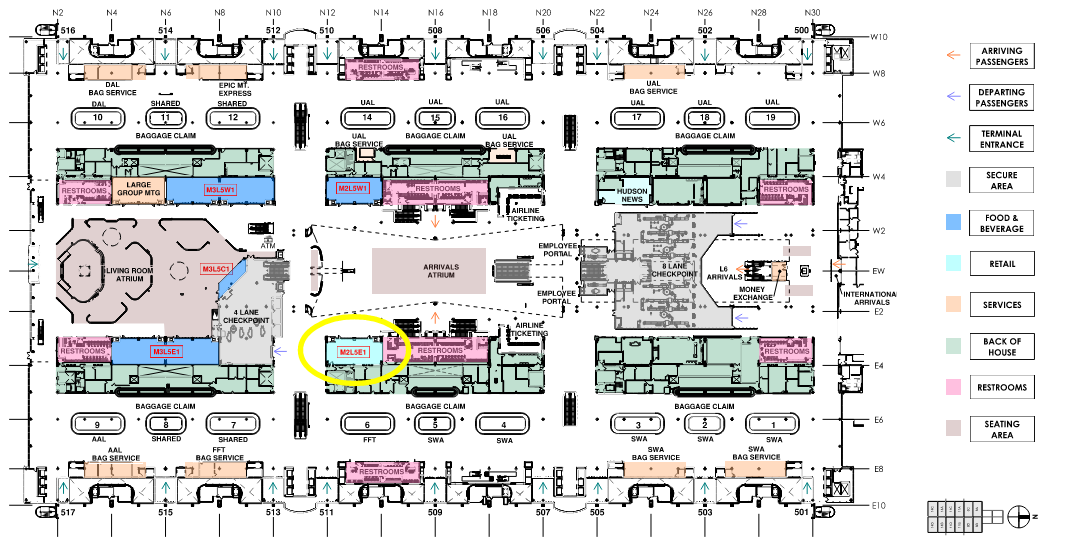 N2 N4 N6 N8 N10 N12 N14 N16 N18 N20 N22 N24 N26 N28 N30
516 514 512 510 508 506 504 502 500
W10
RESTROOMS
W8
DAL
BAG SERVICE
EPIC MT.
EXPRESS
UAL
BAG SERVICE
DAL SHARED SHARED UAL UAL UAL UAL UAL UAL
10 11 12 14 15 16 17 18 19
W6
BAGGAGE CLAIM BAGGAGE CLAIM BAGGAGE CLAIM
UAL
BAG SERVICE
UAL
BAG SERVICE
W4
RESTROOMS
LARGE
GROUP MTG
M3L5W1
M2L5W1
RESTROOMS
HUDSON
NEWS
RESTROOMS
AIRLINE
TICKETING
W2
ATM
EMPLOYEE
PORTAL
LIVING ROOM
ATRIUM
M3L5C1
ARRIVALS
ATRIUM
8 LANE
CHECKPOINT
L6
ARRIVALS
EW
MONEY
EXCHANGE
INTERNATIONAL
ARRIVALS
EMPLOYEE
PORTAL
4 LANE
CHECKPOINT
E2
AIRLINE
TICKETING
RESTROOMS
M3L5E1
M2L5E1
RESTROOMS
RESTROOMS
E4
BAGGAGE CLAIM BAGGAGE CLAIM BAGGAGE CLAIM
9 8 7 6 5 4 3 2 1
E6
AAL SHARED SHARED FFT SWA SWA SWA SWA SWA
AAL
BAG SERVICE
FFT
BAG SERVICE
SWA
BAG SERVICE
SWA
BAG SERVICE
E8
RESTROOMS
E10
517 515 513 511 509 507 505 503 501
ARRIVING
PASSENGERS
DEPARTING
PASSENGERS
TERMINAL
ENTRANCE
SECURE
AREA
FOOD &
BEVERAGE
RETAIL
SERVICES
BACK OF
HOUSE
RESTROOMS
SEATING
AREA
N